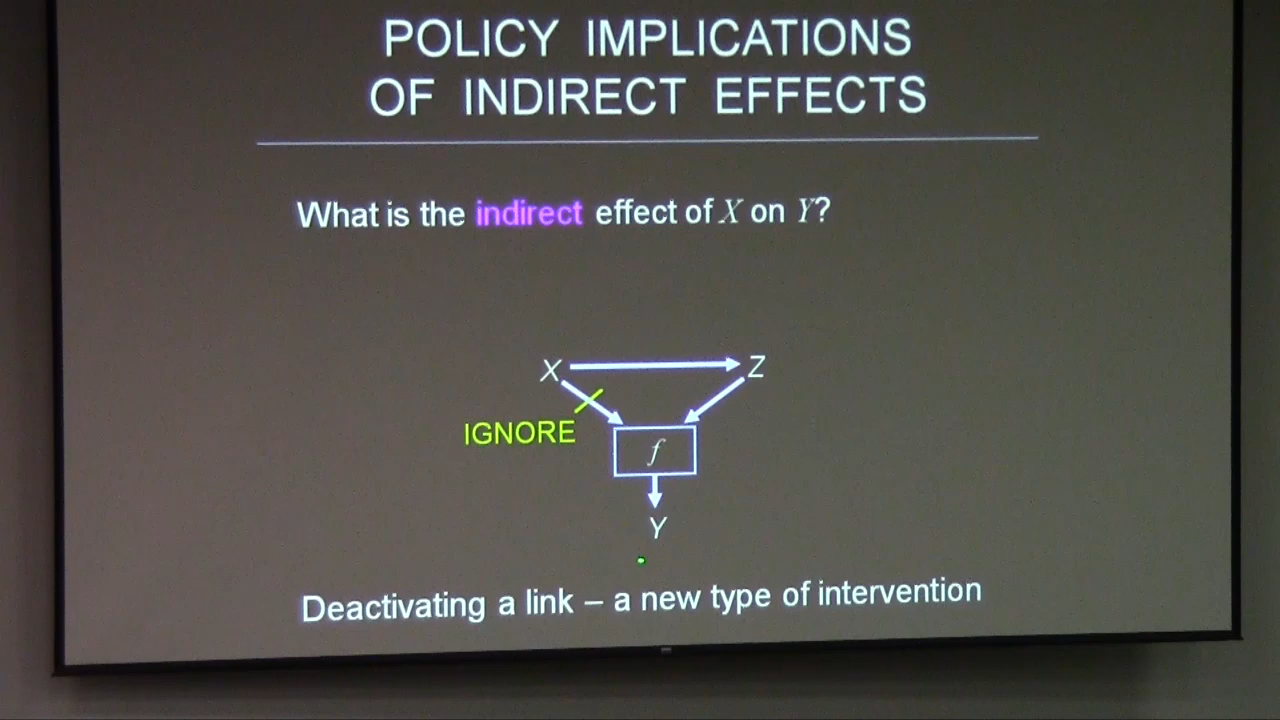 POLICY IMPLICATIONS
OF INDIRECT EFFECTS
What is the indirect effect of X on Y?
X
Z
IGNORE
f
Y
Deactivating a link – a new type of intervention